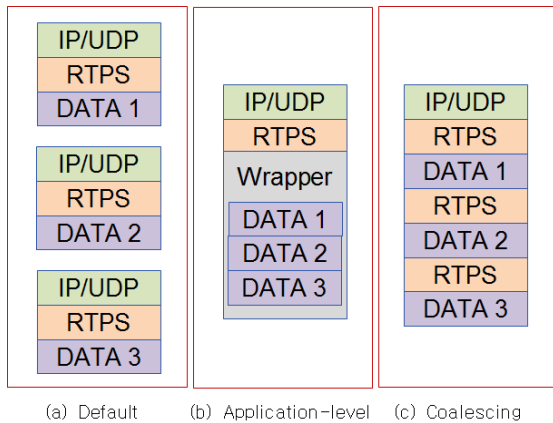 IP/UDP
RTPS
DATA 1
IP/UDP
RTPS
DATA 2
IP/UDP
RTPS
DATA 3
IP/UDP
RTPS
Wrapper
DATA 1
DATA 2
DATA 3
IP/UDP
RTPS
DATA 1
RTPS
DATA 2
RTPS
DATA 3
(a) Default
(b) Application-level
(c) Coalescing